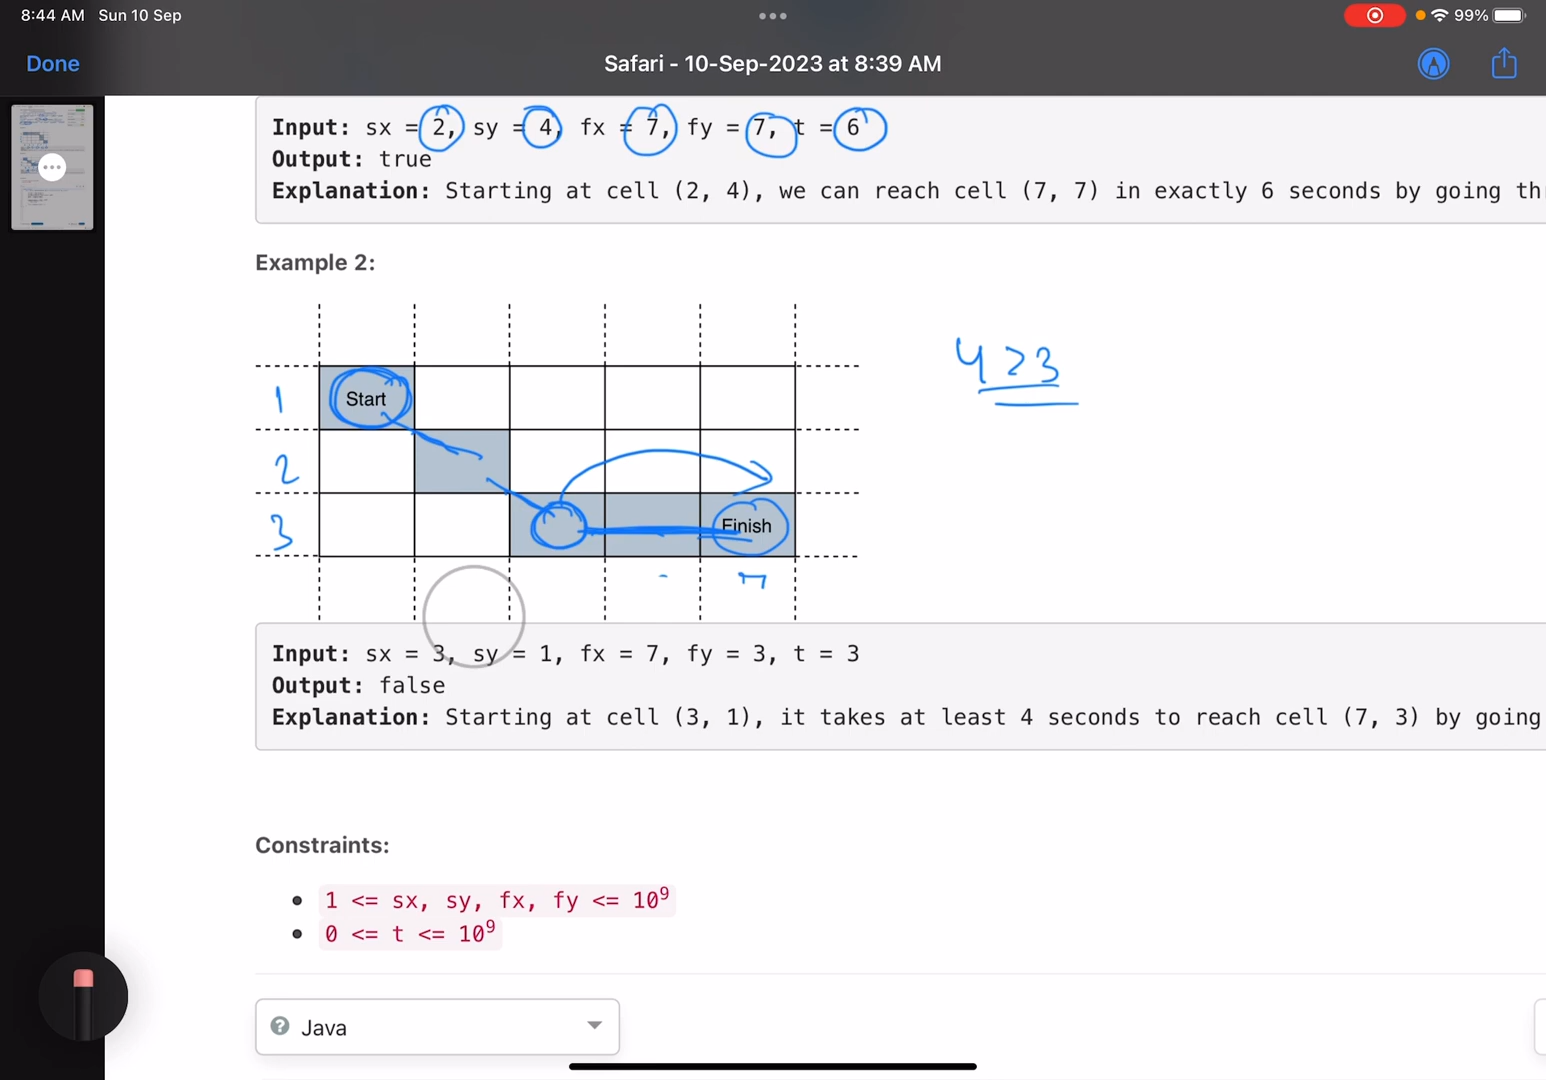 8:44 AM Sun 10 Sep
99%
Done
Safari - 10-Sep-2023 at 8:39 AM
Input: sx = 2, sy = 4, fx = 7, fy = 7, t = 6
Output: true
Explanation: Starting at cell (2, 4), we can reach cell (7, 7) in exactly 6 seconds by going th
Example 2:
4 > 3
1
Start
2
3
Finish
7
Input: sx = 3, sy = 1, fx = 7, fy = 3, t = 3
Output: false
Explanation: Starting at cell (3, 1), it takes at least 4 seconds to reach cell (7, 3) by going
Constraints:
1 <= sx, sy, fx, fy <= 10⁹
0 <= t <= 10⁹
Java